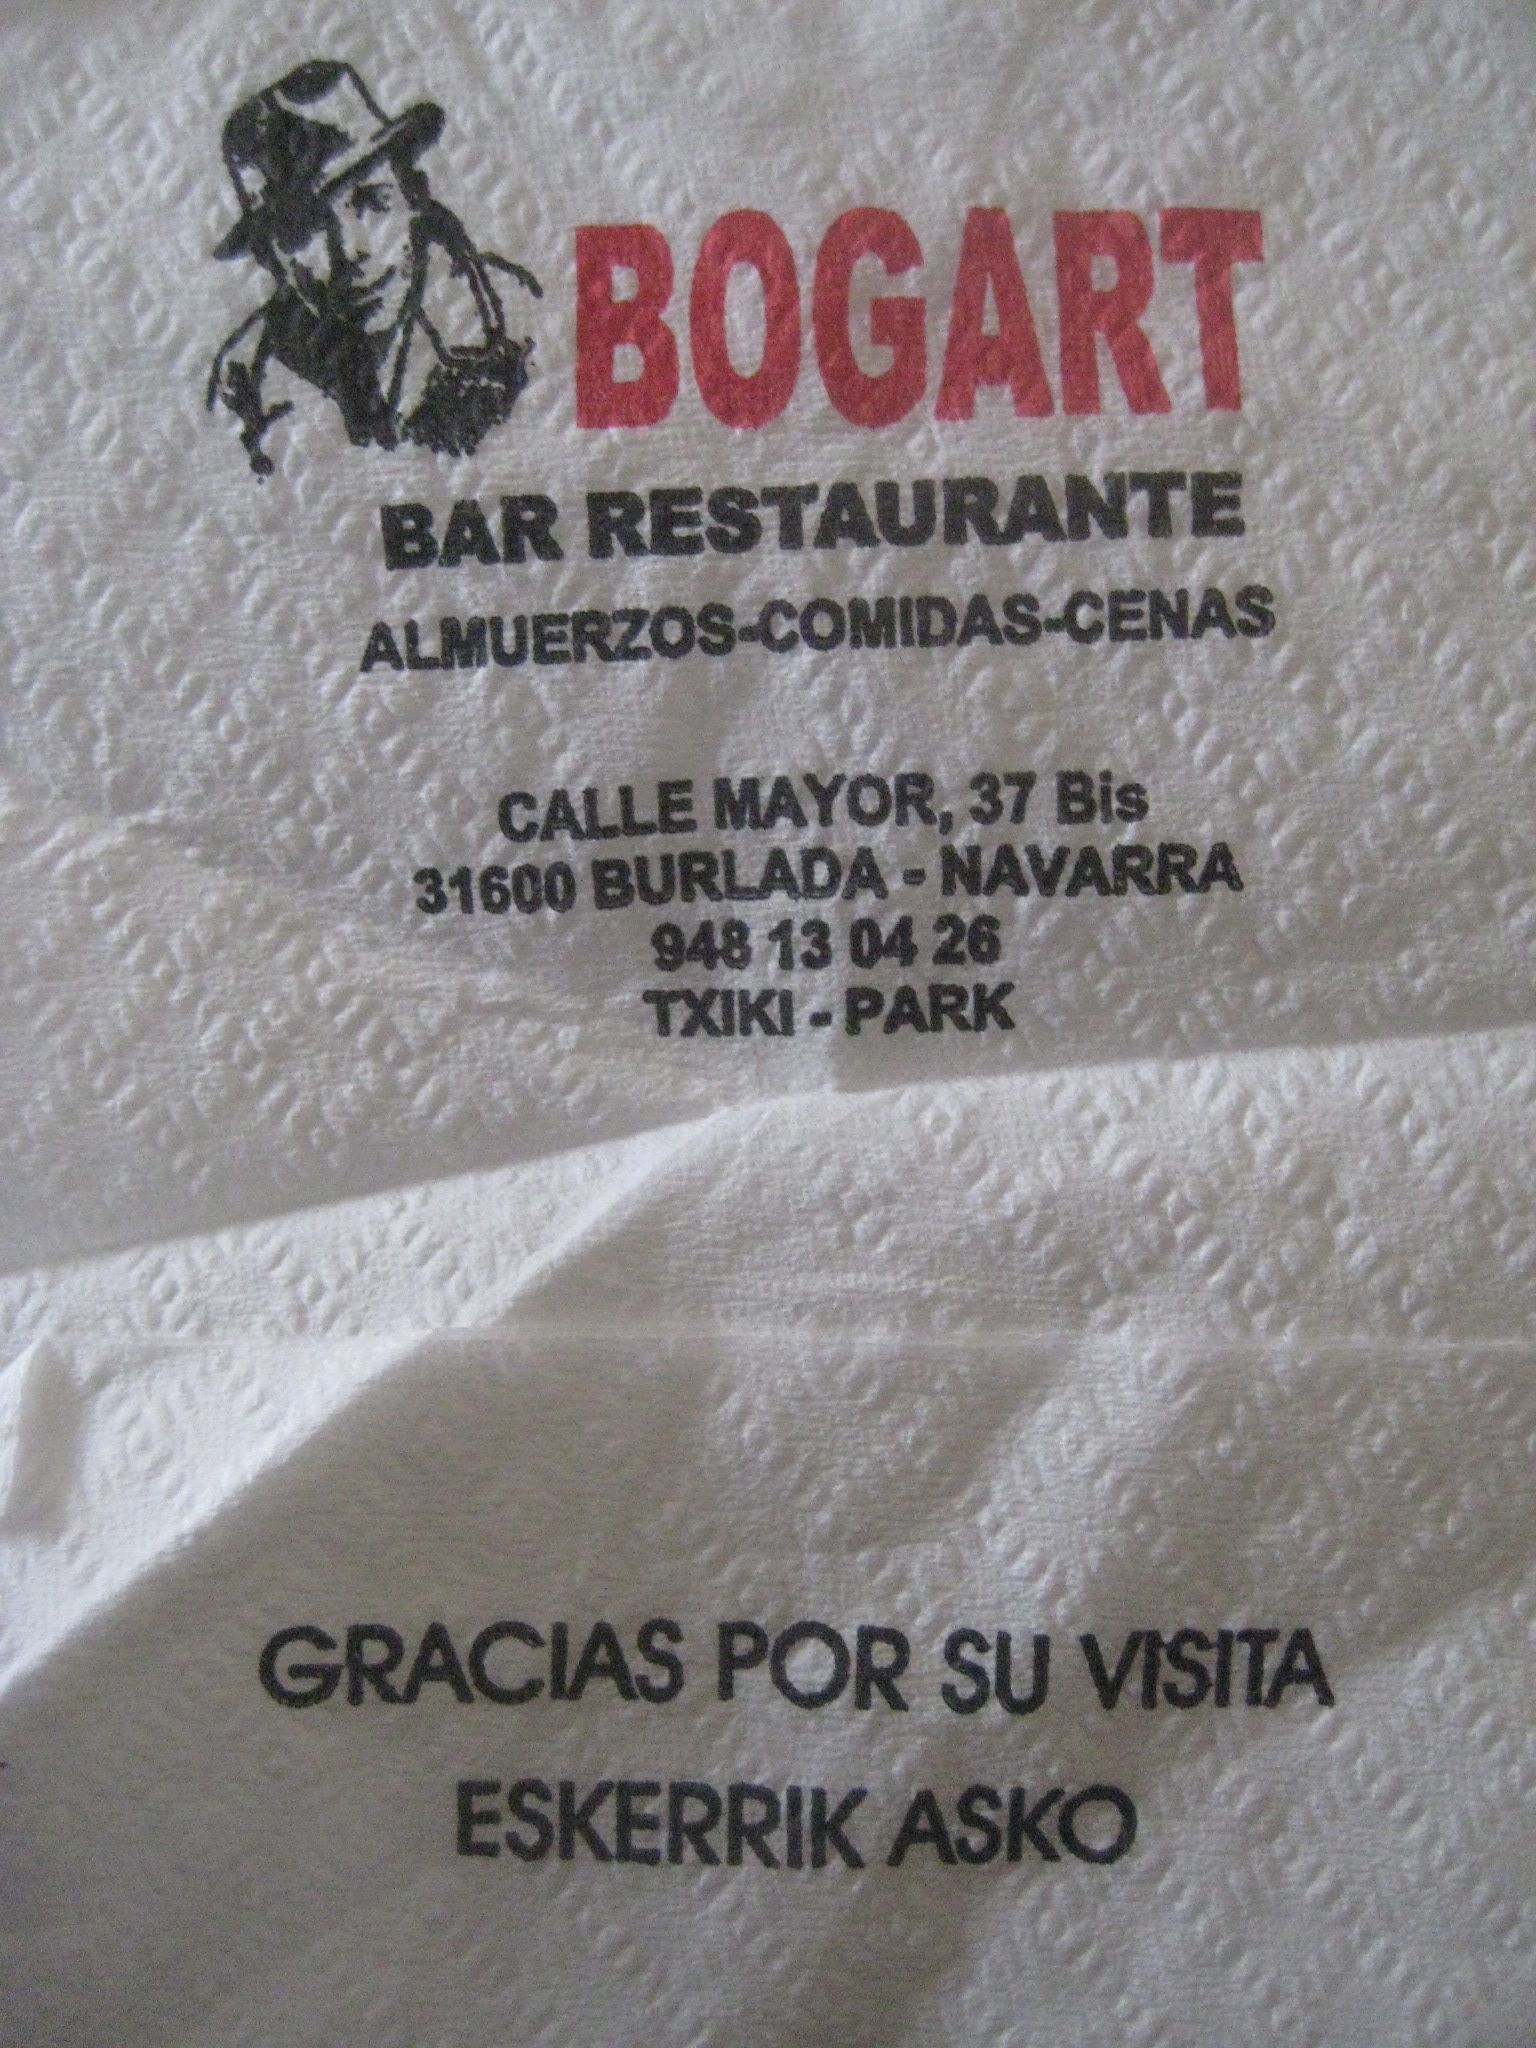 BOGART
BAR RESTAURANTE
ALMUERZOS-COMIDAS-CENAS
CALLE MAYOR, 37 Bis
31600 BURLADA - NAVARRA
948 13 04 26
TXIKI - PARK
GRACIAS POR SU VISITA
ESKERRIK ASKO